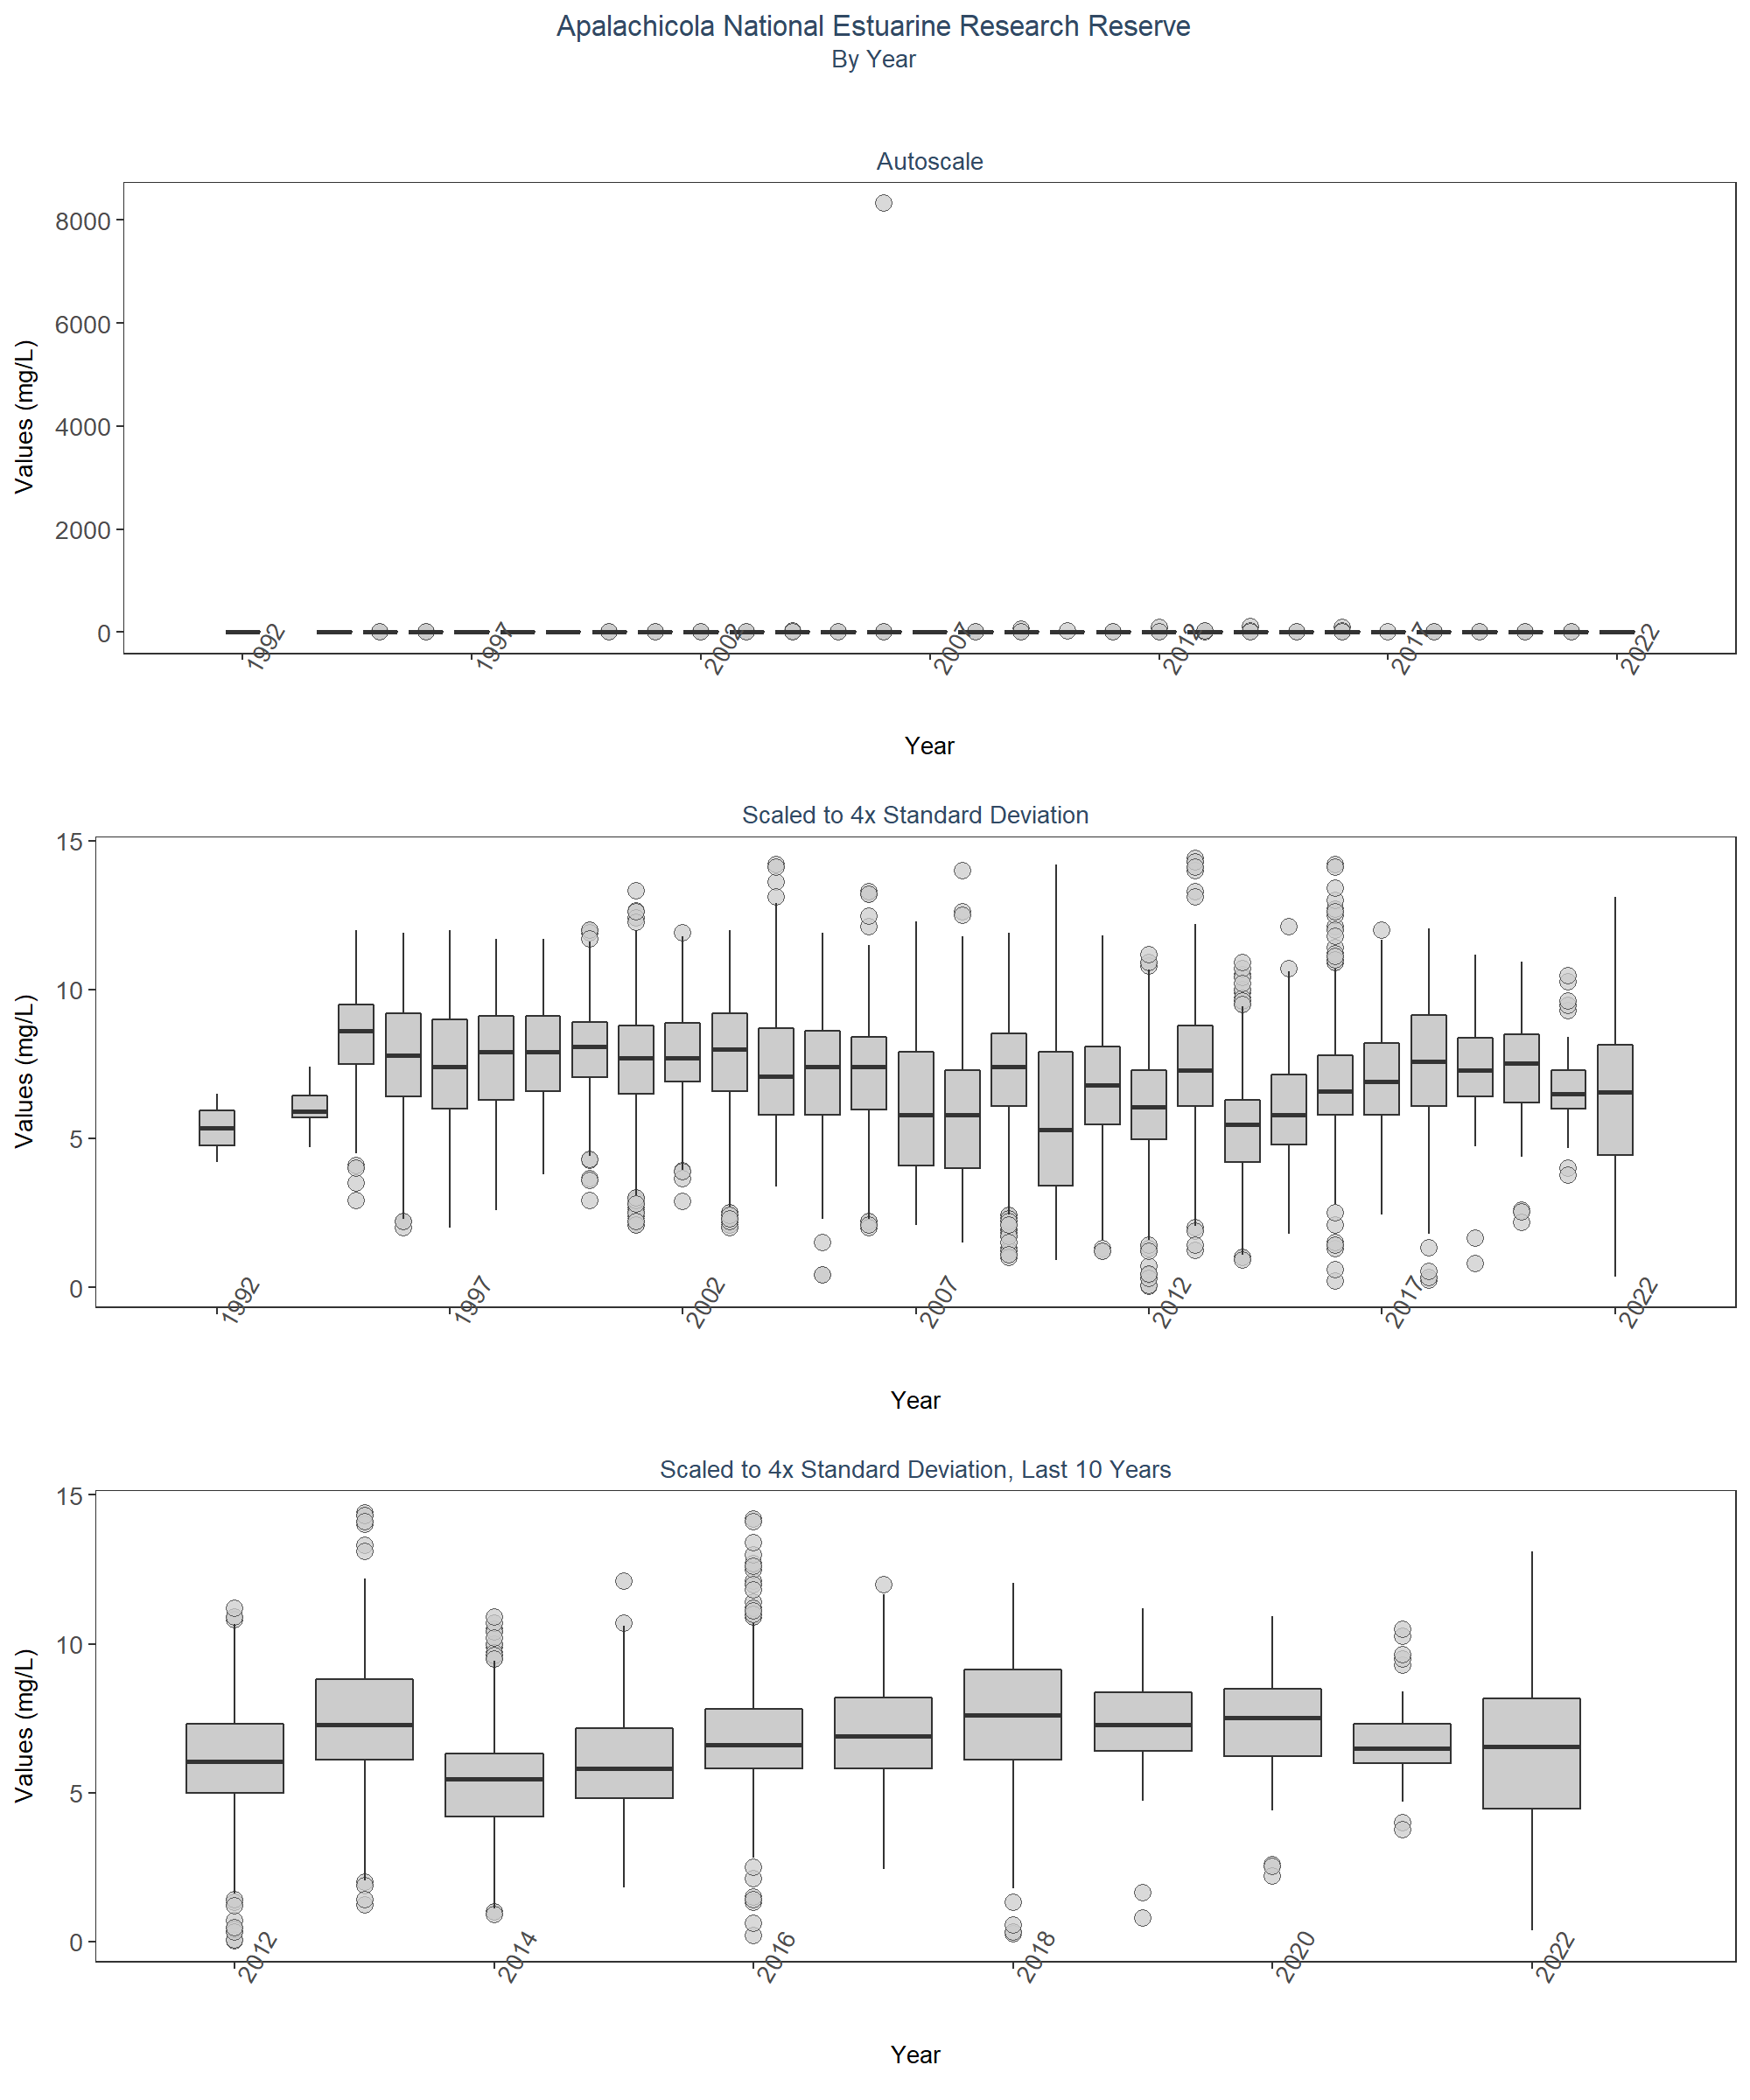 Apalachicola National Estuarine Research Reserve
By Year
Autoscale
Values (mg/L)
8000
6000
4000
2000
0
1992 1997 2002 2007 2012 2017 2022
Year
Scaled to 4x Standard Deviation
Values (mg/L)
15
10
5
0
1992 1997 2002 2007 2012 2017 2022
Year
Scaled to 4x Standard Deviation, Last 10 Years
Values (mg/L)
15
10
5
0
2012 2014 2016 2018 2020 2022
Year